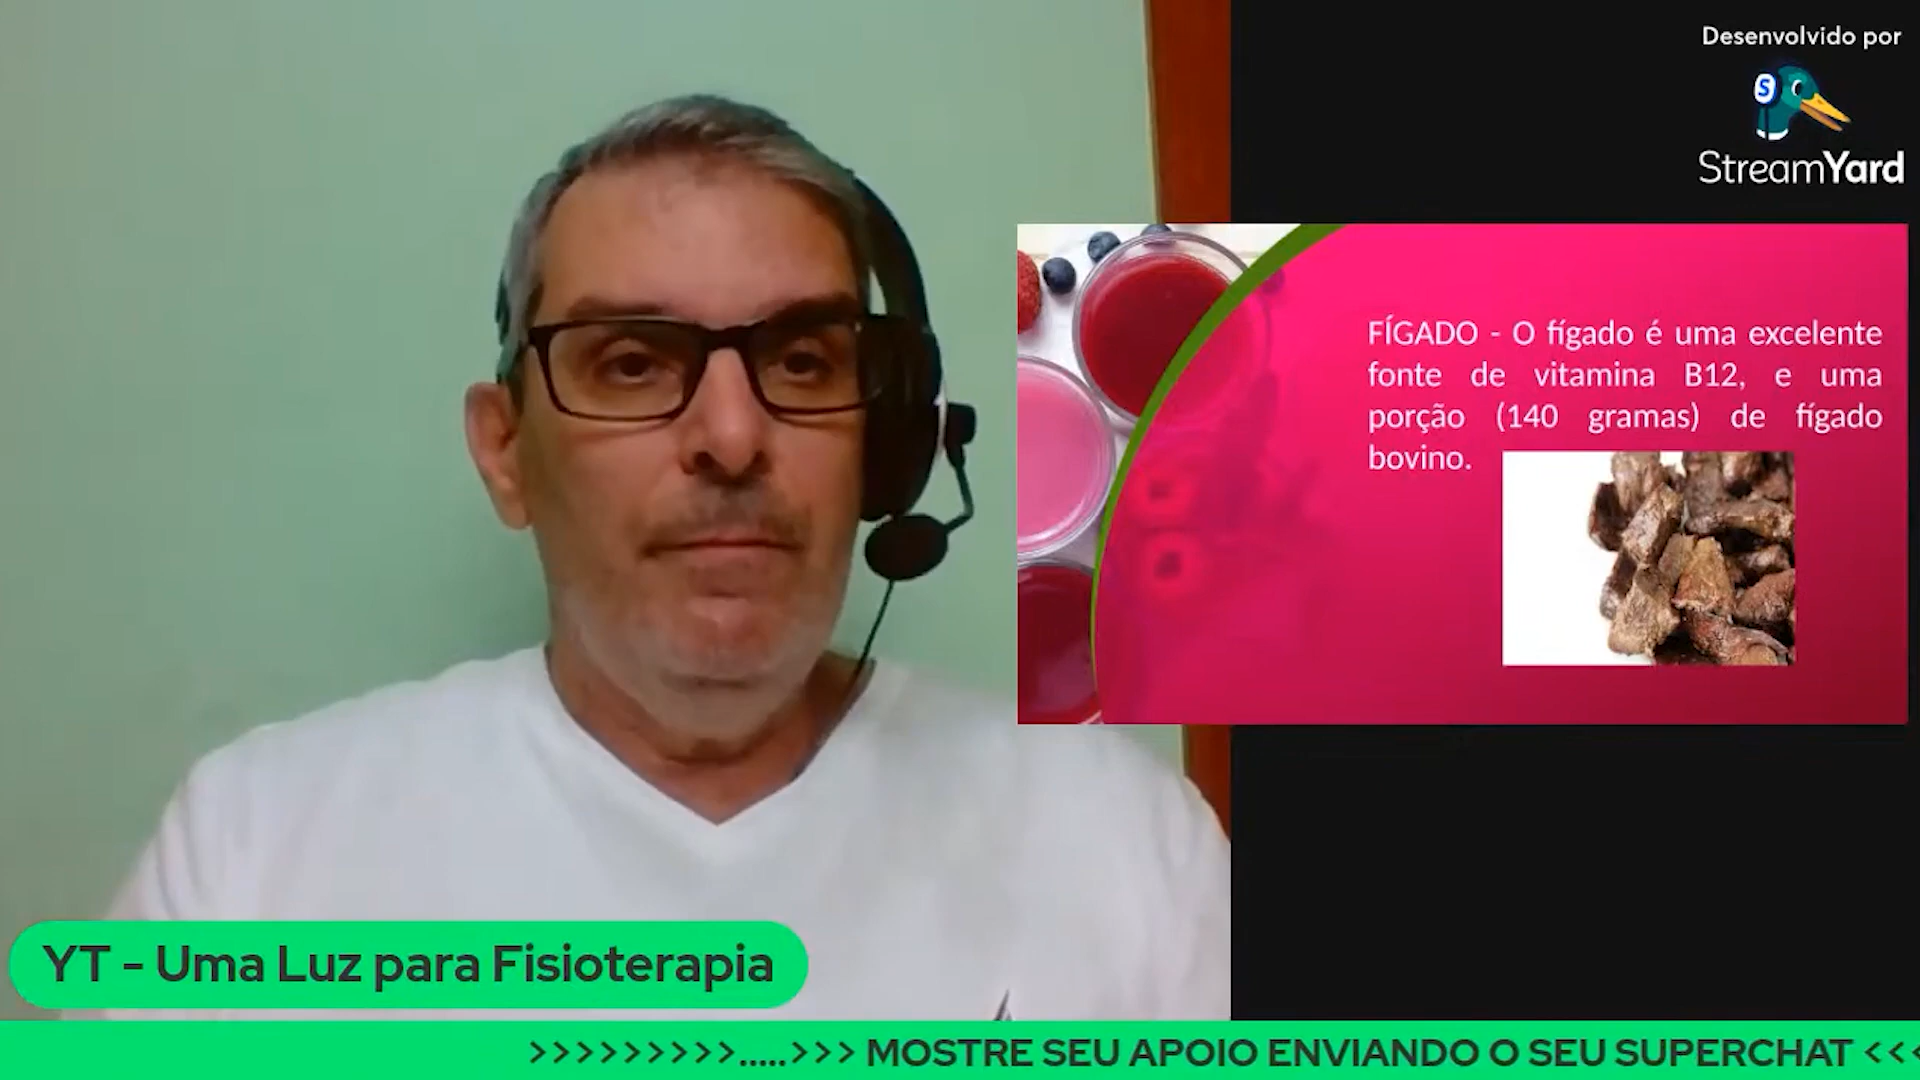 Desenvolvido por
S
StreamYard
FÍGADO - O fígado é uma excelente
fonte de vitamina B12, e uma
porção (140 gramas) de fígado
bovino.
YT - Uma Luz para Fisioterapia
>>>>>>>>>.....>>> MOSTRE SEU APOIO ENVIANDO O SEU SUPERCHAT <<<